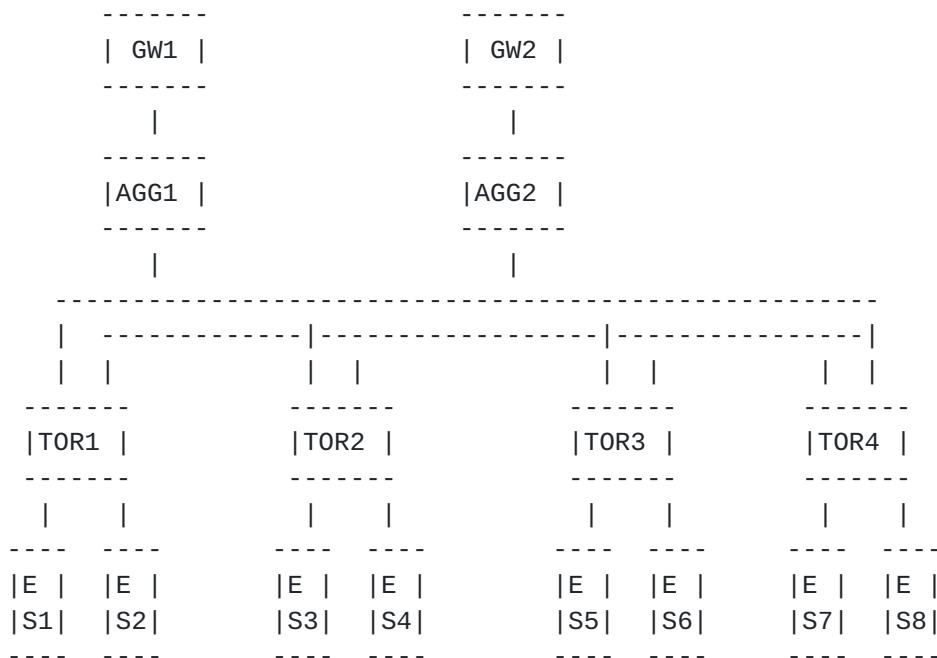 GW1 GW2
AGG1 AGG2
TOR1 TOR2 TOR3 TOR4
E E E E E E E E
S1 S2 S3 S4 S5 S6 S7 S8